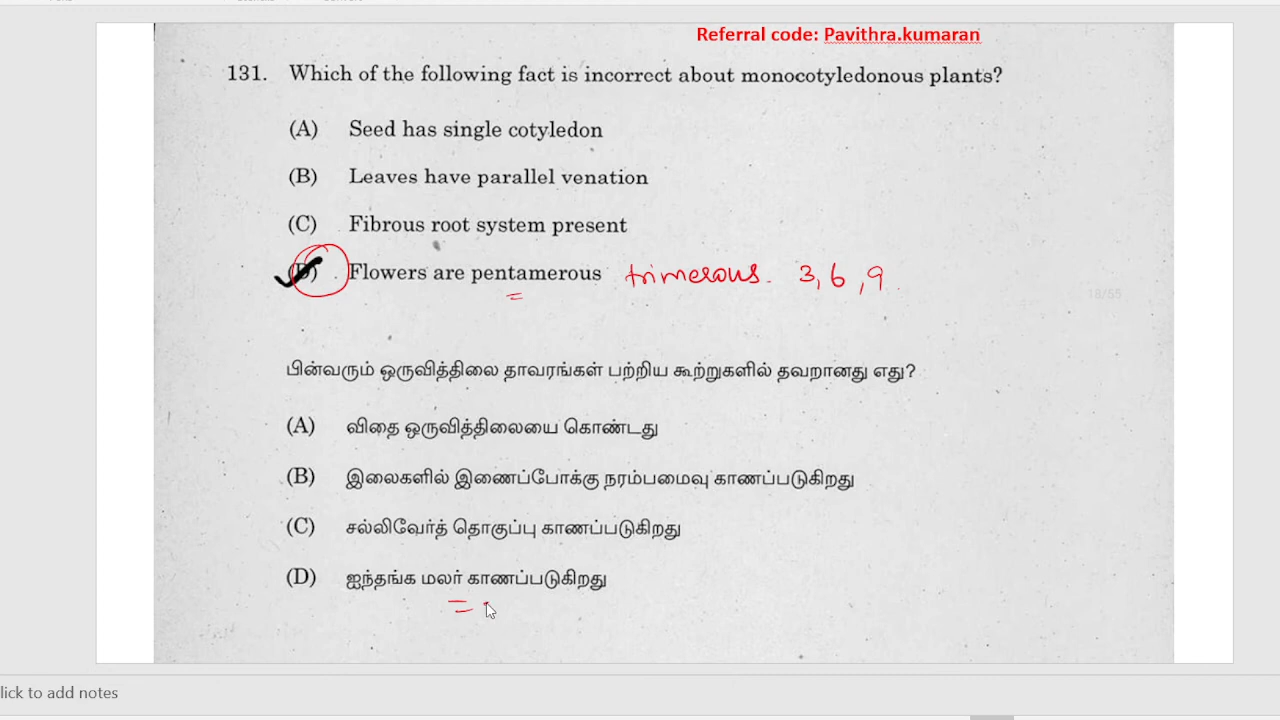 Referral code: Pavithra.kumaran
131. Which of the following fact is incorrect about monocotyledonous plants?
(A) Seed has single cotyledon
(B) Leaves have parallel venation
(C) Fibrous root system present
(D) Flowers are pentamerous trimerous. 3, 6, 9
18/55
பின்வரும் ஒருவித்திலை தாவரங்கள் பற்றிய கூற்றுகளில் தவறானது எது?
(A) விதை ஒருவித்திலையை கொண்டது
(B) இலைகளில் இணைப்போக்கு நரம்பமைவு காணப்படுகிறது
(C) சல்லிவேர்த் தொகுப்பு காணப்படுகிறது
(D) ஐந்தங்க மலர் காணப்படுகிறது
lick to add notes